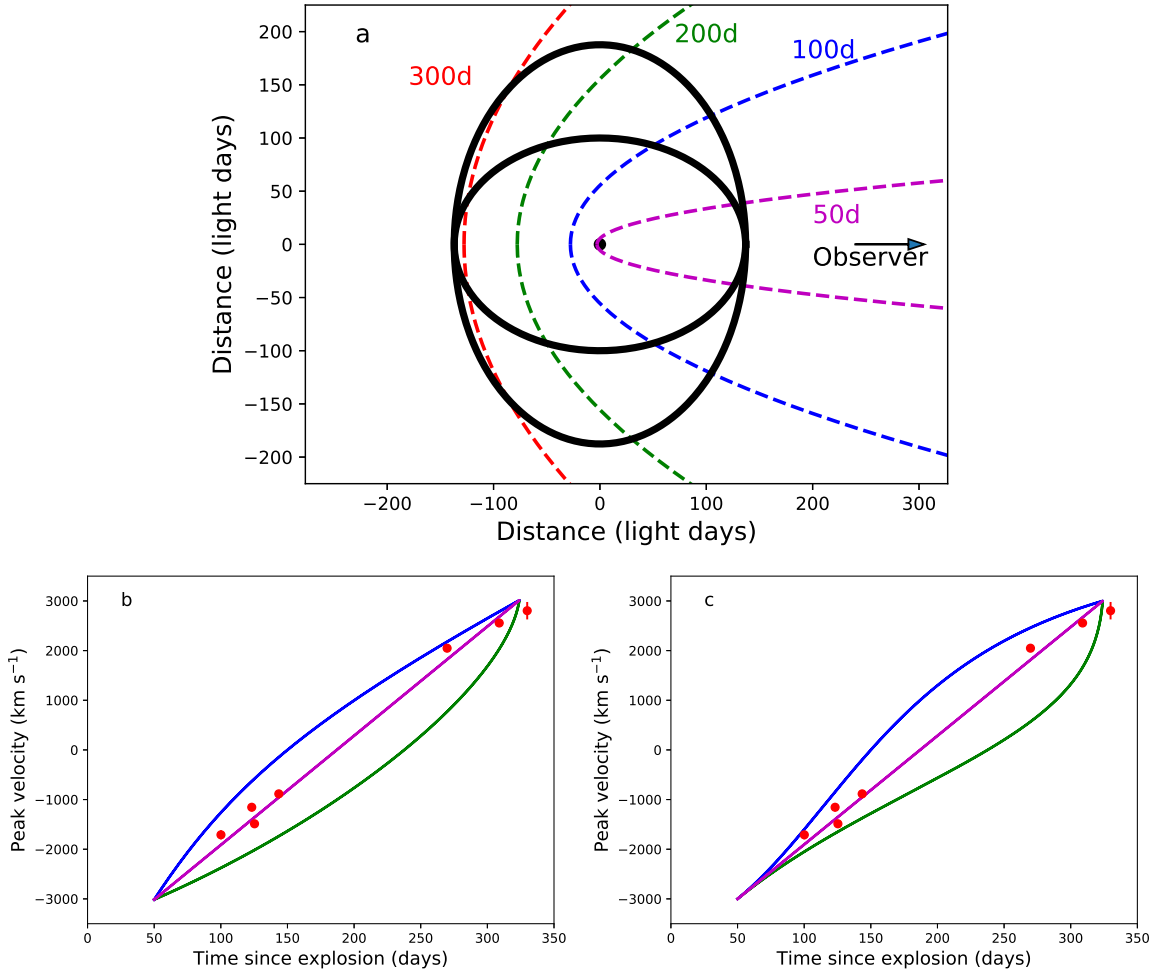 a
200d
100d
300d
50d
Observer
200
150
100
50
0
−50
−100
−150
−200
Distance (light days)
−200 −100 0 100 200 300
Distance (light days)
b
3000
2000
1000
0
−1000
−2000
−3000
Peak velocity (km s⁻¹)
0 50 100 150 200 250 300 350
Time since explosion (days)
c
3000
2000
1000
0
−1000
−2000
−3000
Peak velocity (km s⁻¹)
0 50 100 150 200 250 300 350
Time since explosion (days)